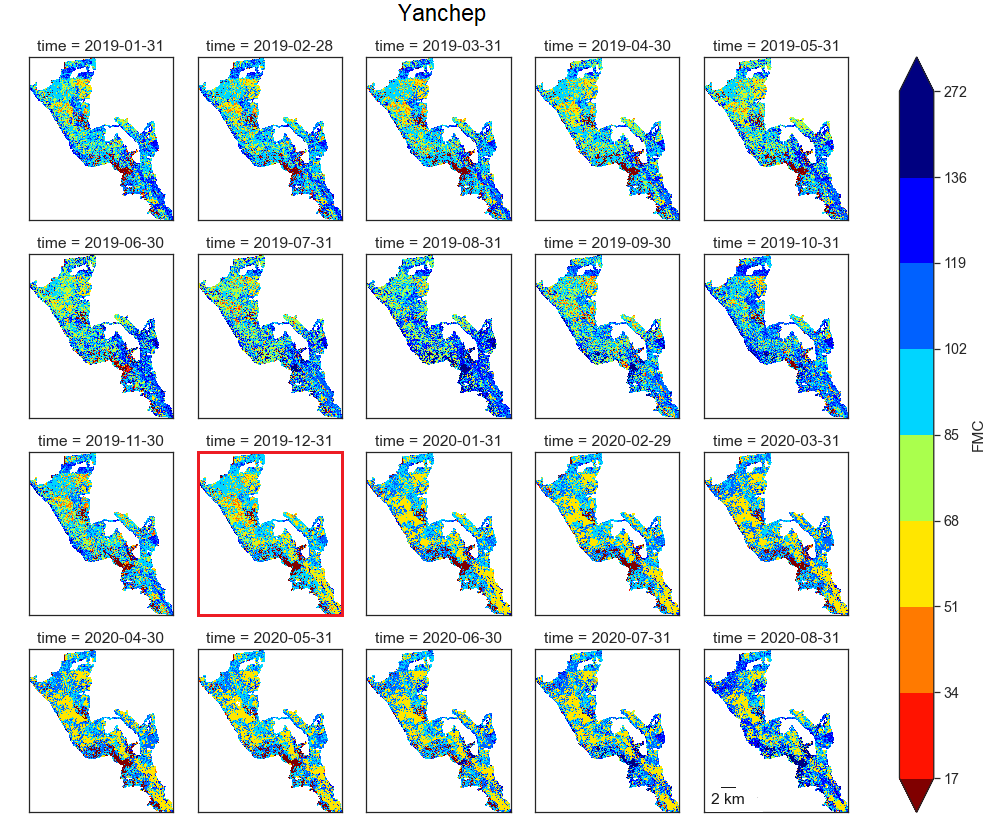 Yanchep
time = 2019-01-31 time = 2019-02-28 time = 2019-03-31 time = 2019-04-30 time = 2019-05-31
272
136
119
102
85
68
51
34
17
FMC
time = 2019-06-30 time = 2019-07-31 time = 2019-08-31 time = 2019-09-30 time = 2019-10-31
time = 2019-11-30 time = 2019-12-31 time = 2020-01-31 time = 2020-02-29 time = 2020-03-31
time = 2020-04-30 time = 2020-05-31 time = 2020-06-30 time = 2020-07-31 time = 2020-08-31
2 km